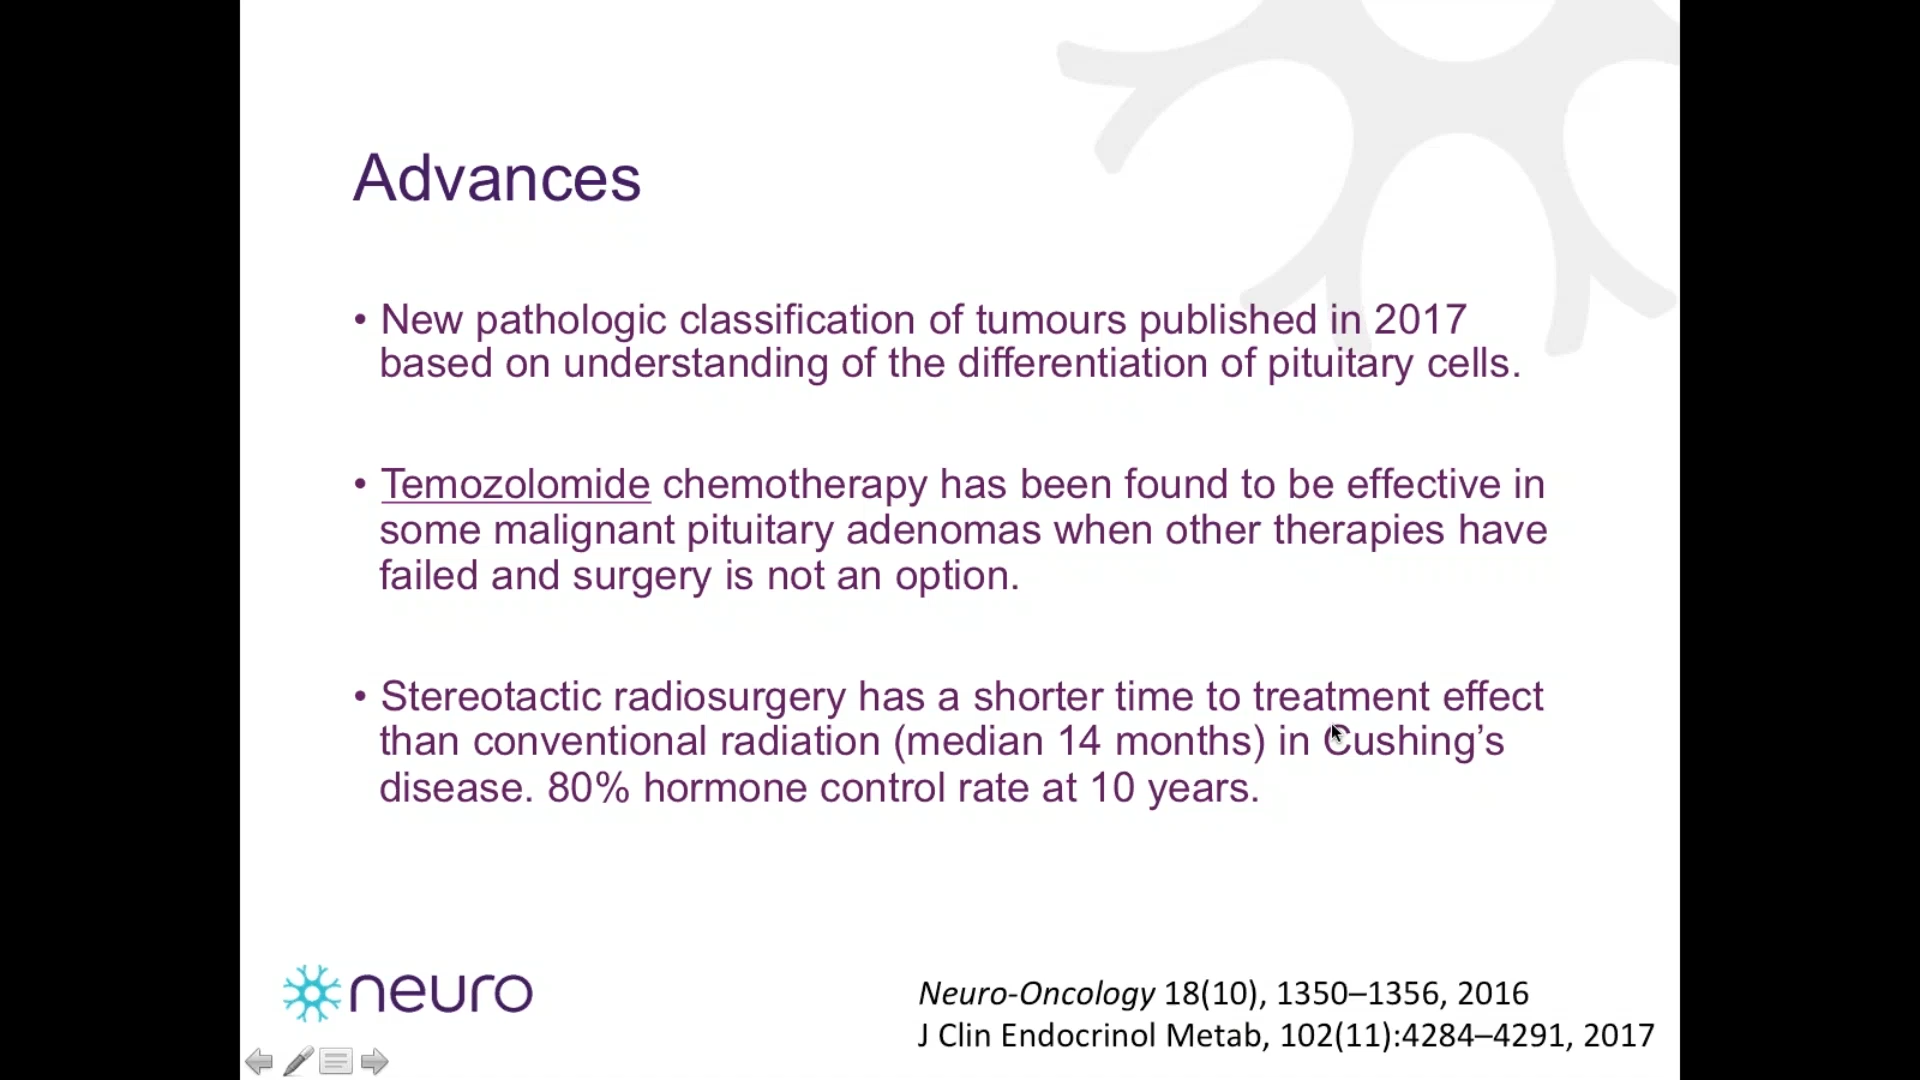 Advances
• New pathologic classification of tumours published in 2017
based on understanding of the differentiation of pituitary cells.
• Temozolomide chemotherapy has been found to be effective in
some malignant pituitary adenomas when other therapies have
failed and surgery is not an option.
• Stereotactic radiosurgery has a shorter time to treatment effect
than conventional radiation (median 14 months) in Cushing’s
disease. 80% hormone control rate at 10 years.
neuro
Neuro-Oncology 18(10), 1350–1356, 2016
J Clin Endocrinol Metab, 102(11):4284–4291, 2017